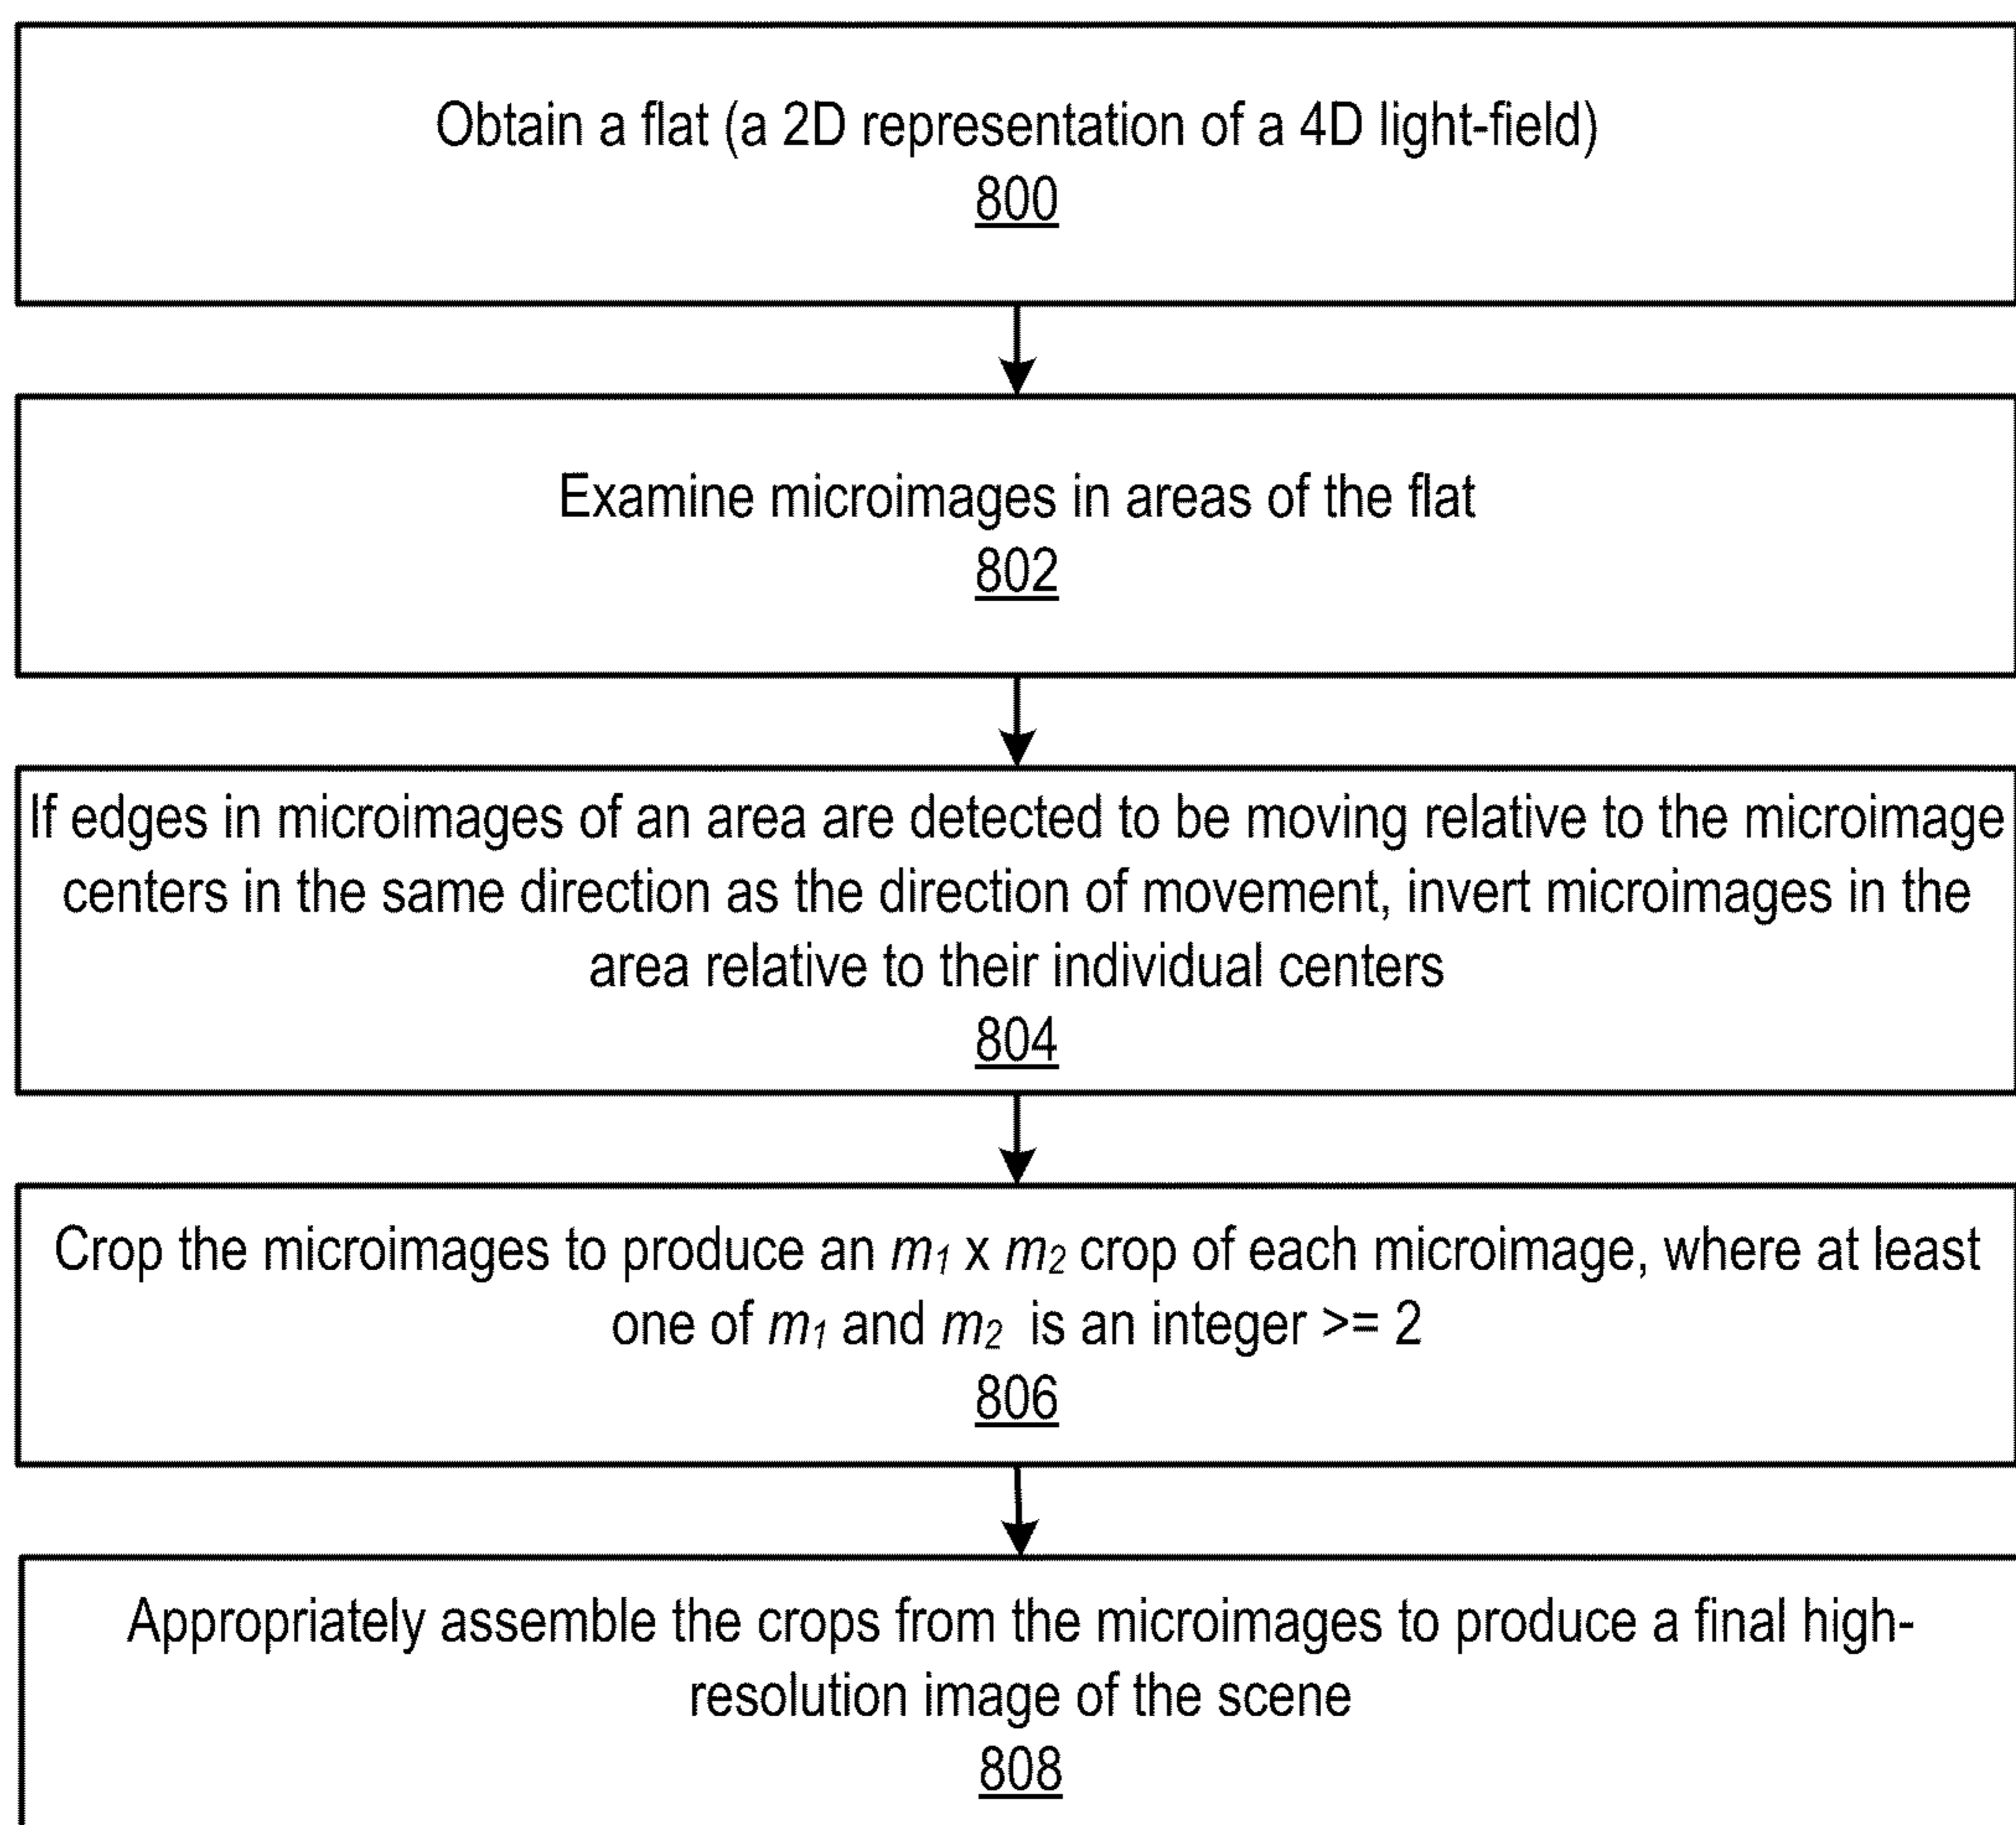 Obtain a flat (a 2D representation of a 4D light-field)
800
Examine microimages in areas of the flat
802
If edges in microimages of an area are detected to be moving relative to the microimage
centers in the same direction as the direction of movement, invert microimages in the
area relative to their individual centers
804
Crop the microimages to produce an m₁ x m₂ crop of each microimage, where at least
one of m₁ and m₂ is an integer >= 2
806
Appropriately assemble the crops from the microimages to produce a final high-
resolution image of the scene
808